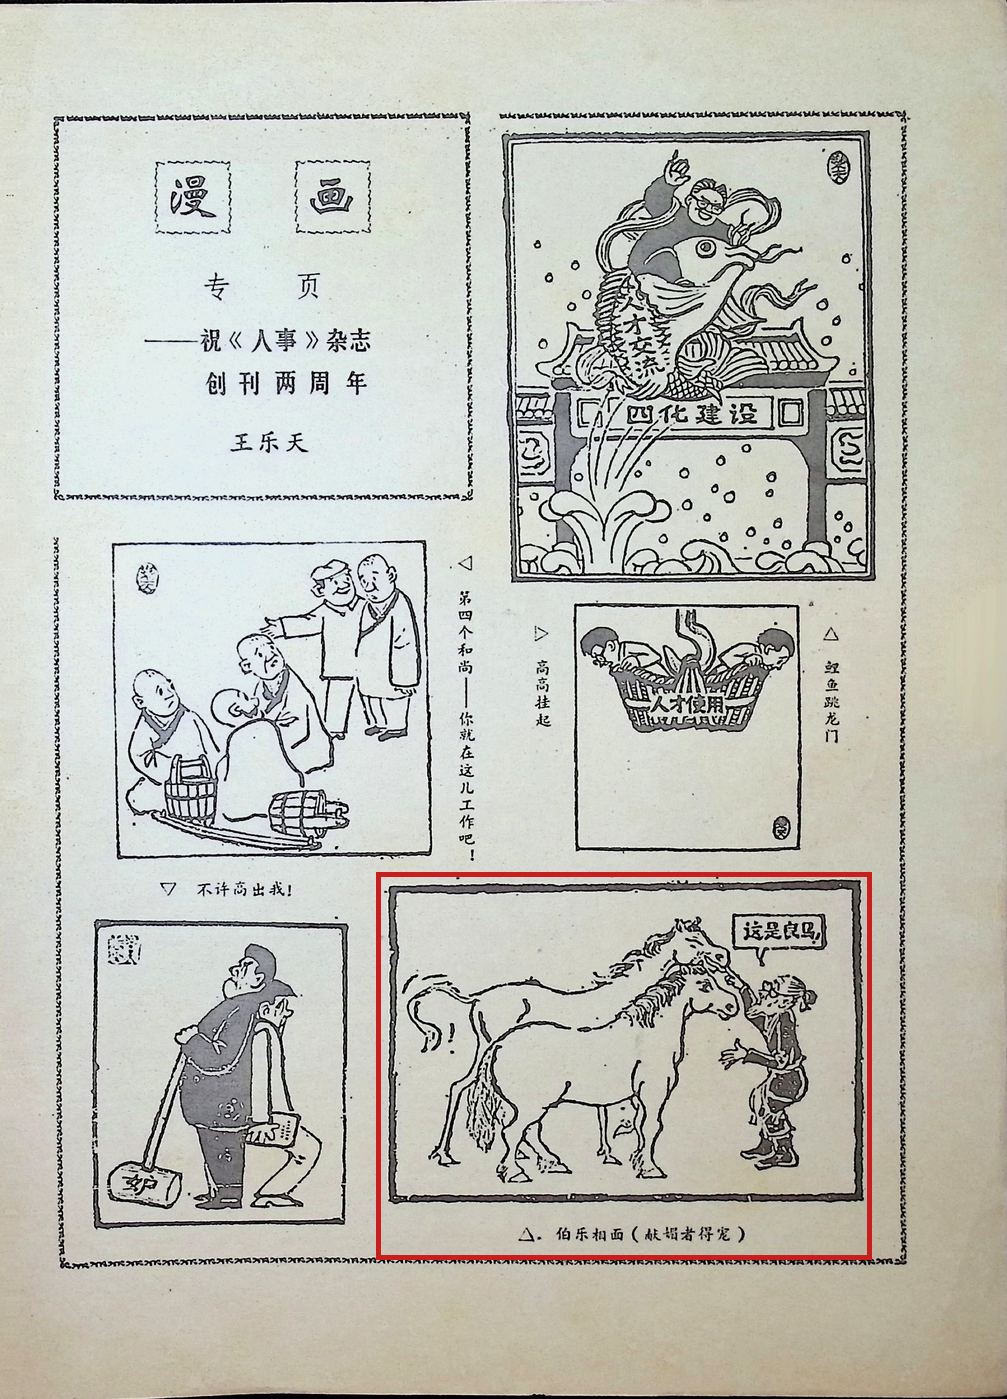 漫 画
专 页
——祝《人事》杂志
创刊两周年
王乐天
人才交流
四化建设
△ 鲤鱼跳龙门
◁ 第四个和尚——你就在这儿工作吧！
▷ 高高挂起
人才使用
▽ 不许高出我！
妒
这是良马，
△. 伯乐相面（献媚者得宠）